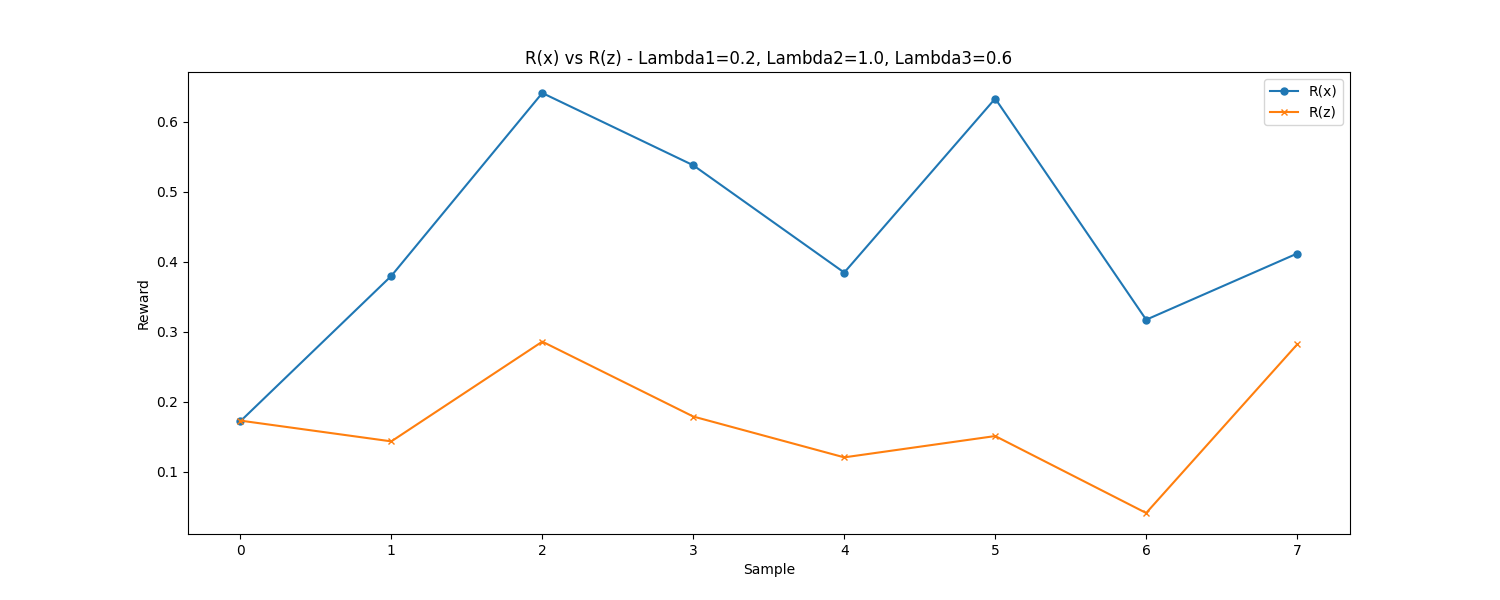 R(x) vs R(z) - Lambda1=0.2, Lambda2=1.0, Lambda3=0.6
R(x)
R(z)
Reward
0.6
0.5
0.4
0.3
0.2
0.1
0 1 2 3 4 5 6 7
Sample